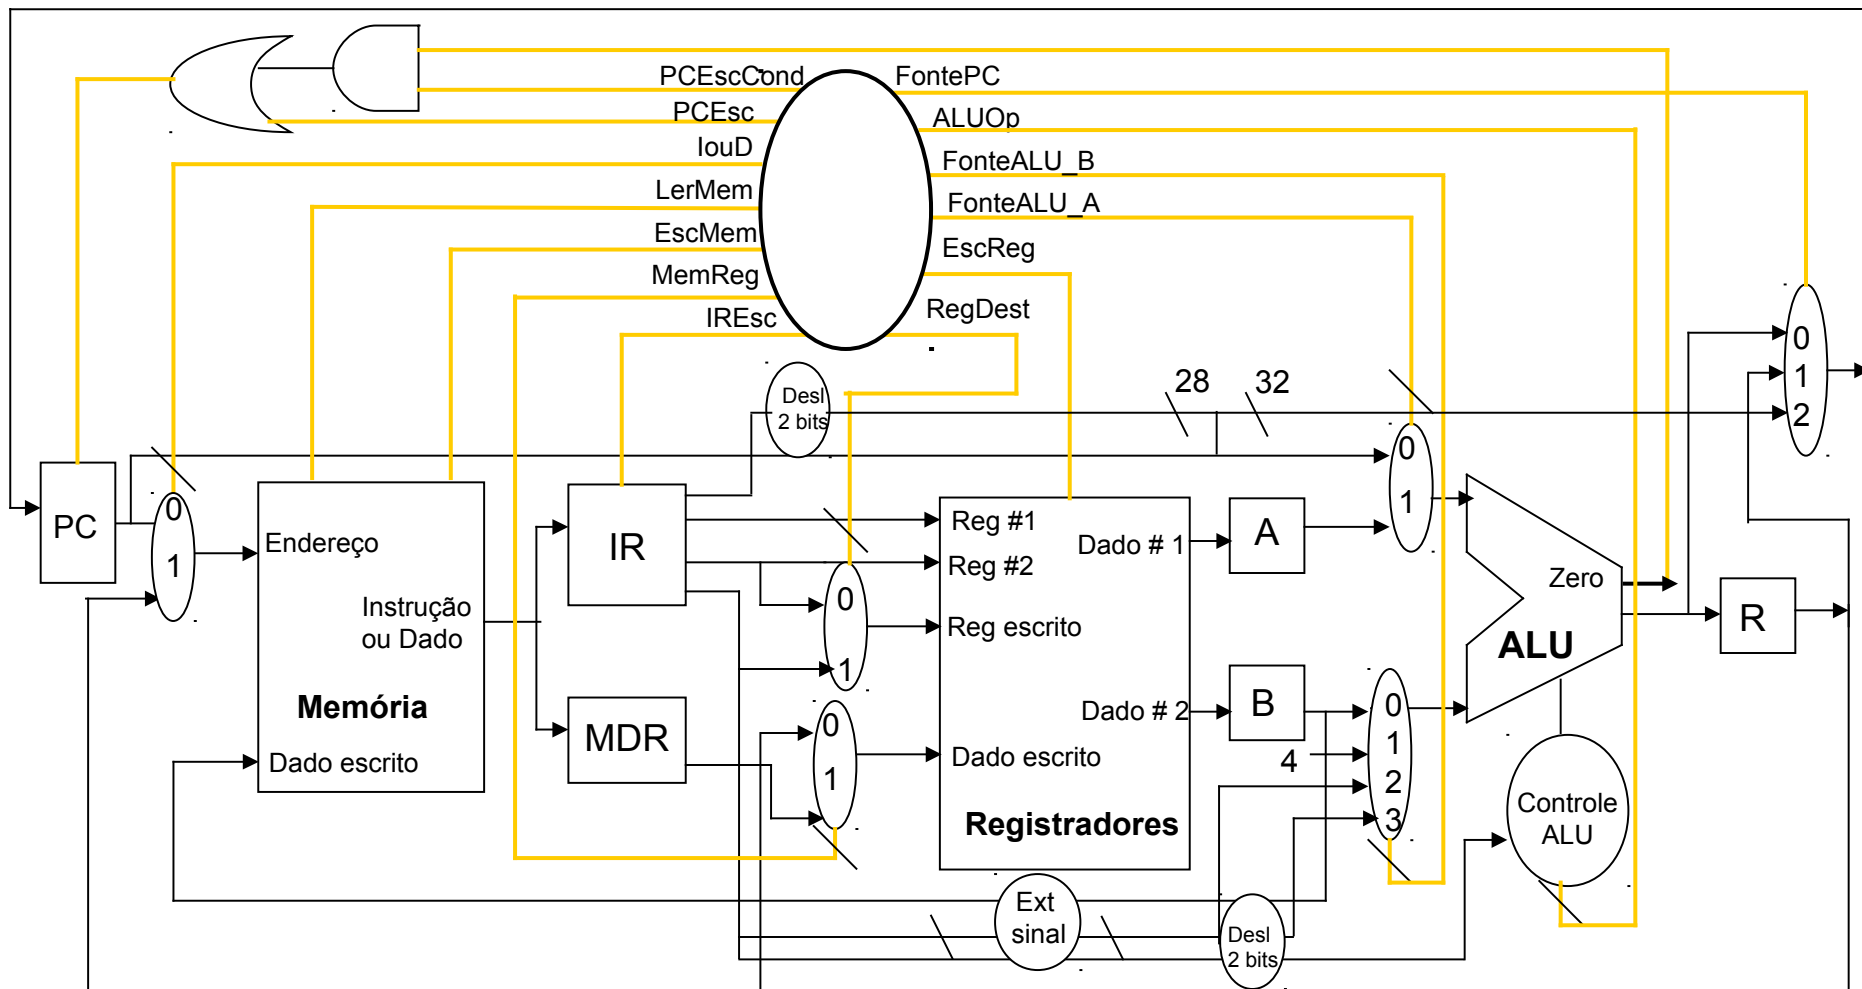 PCEscCond
FontePC
PCEsc
ALUOp
IouD
FonteALU_B
LerMem
FonteALU_A
EscMem
EscReg
MemReg
RegDest
IREsc
28
32
Desl
2 bits
0
1
2
0
1
PC
0
1
Endereço
Instrução
ou Dado
Memória
Dado escrito
IR
MDR
0
1
0
1
Reg #1
Reg #2
Reg escrito
Dado escrito
Dado # 1
Dado # 2
Registradores
A
B
4
0
1
2
3
Zero
ALU
R
Controle
ALU
Ext
sinal
Desl
2 bits